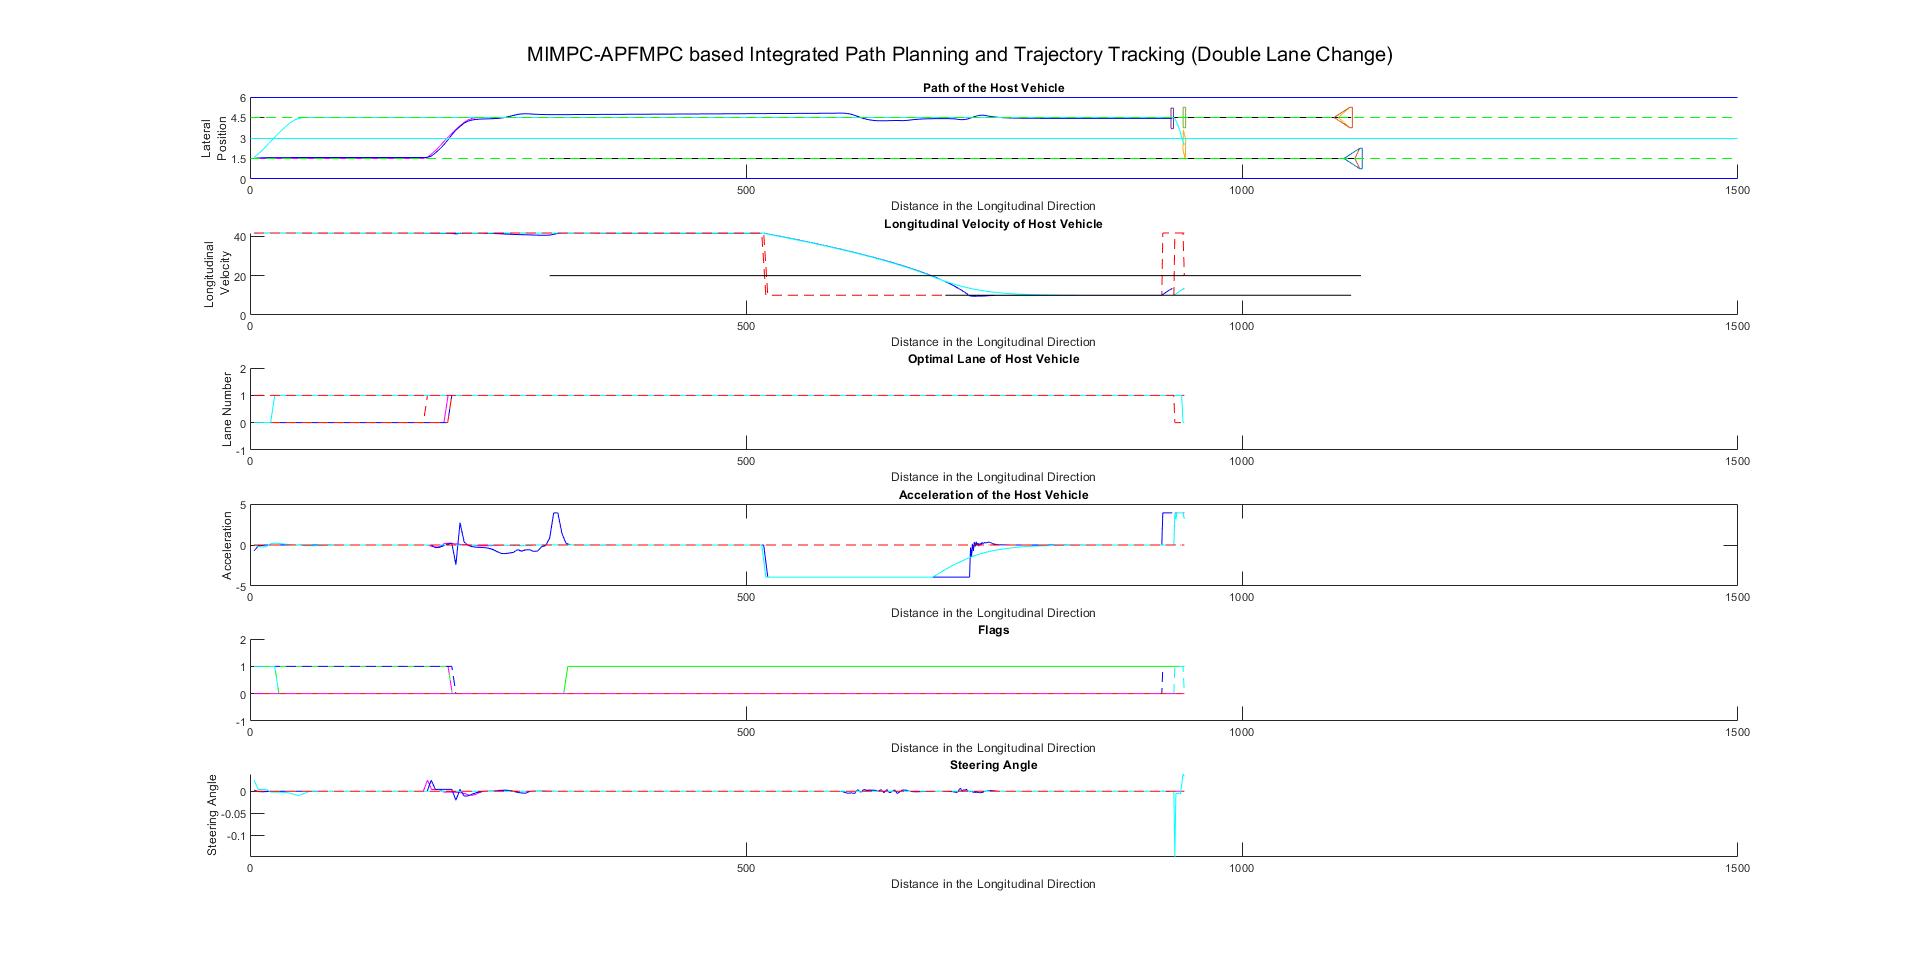 MIMPC-APFMPC based Integrated Path Planning and Trajectory Tracking (Double Lane Change)
Path of the Host Vehicle
Lateral
Position
6
4.5
3
1.5
0
0 500 1000 1500
Distance in the Longitudinal Direction
Longitudinal Velocity of Host Vehicle
Longitudinal
Velocity
40
20
0
0 500 1000 1500
Distance in the Longitudinal Direction
Optimal Lane of Host Vehicle
Lane Number
2
1
0
-1
0 500 1000 1500
Distance in the Longitudinal Direction
Acceleration of the Host Vehicle
Acceleration
5
0
-5
0 500 1000 1500
Distance in the Longitudinal Direction
Flags
2
1
0
-1
0 500 1000 1500
Distance in the Longitudinal Direction
Steering Angle
Steering Angle
0
-0.05
-0.1
0 500 1000 1500
Distance in the Longitudinal Direction